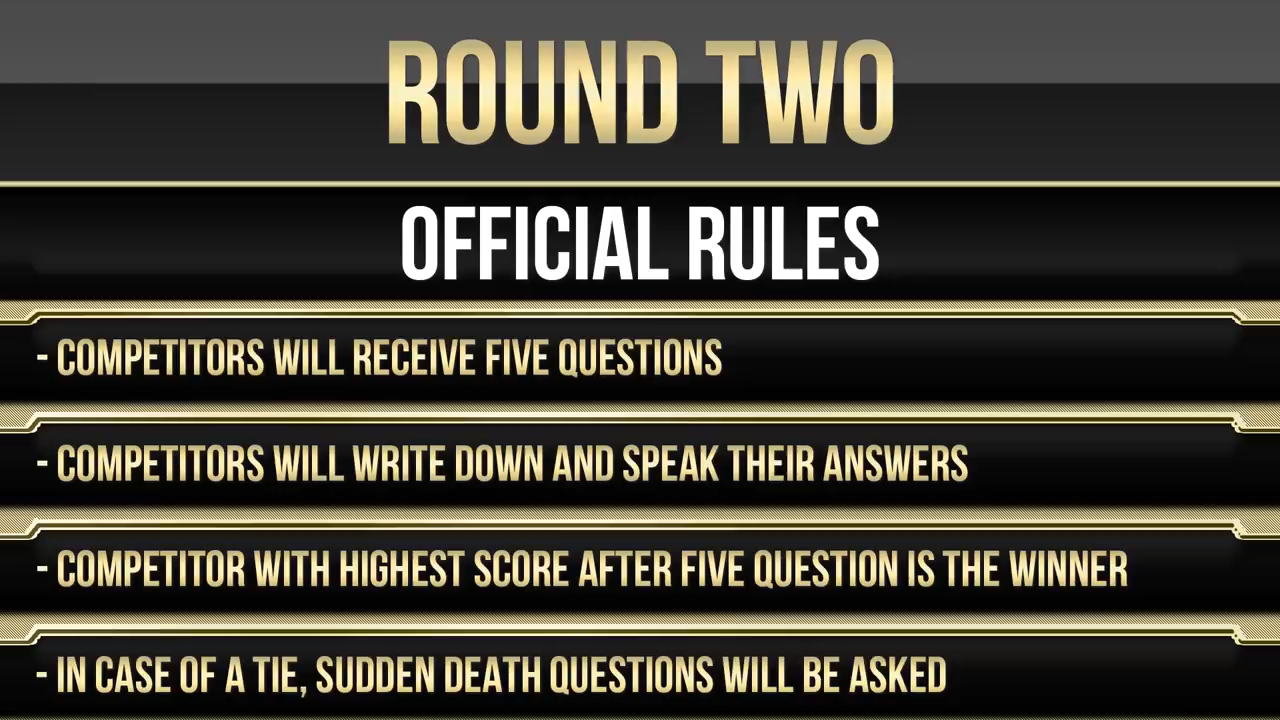 ROUND TWO
OFFICIAL RULES
- COMPETITORS WILL RECEIVE FIVE QUESTIONS
- COMPETITORS WILL WRITE DOWN AND SPEAK THEIR ANSWERS
- COMPETITOR WITH HIGHEST SCORE AFTER FIVE QUESTION IS THE WINNER
- IN CASE OF A TIE, SUDDEN DEATH QUESTIONS WILL BE ASKED